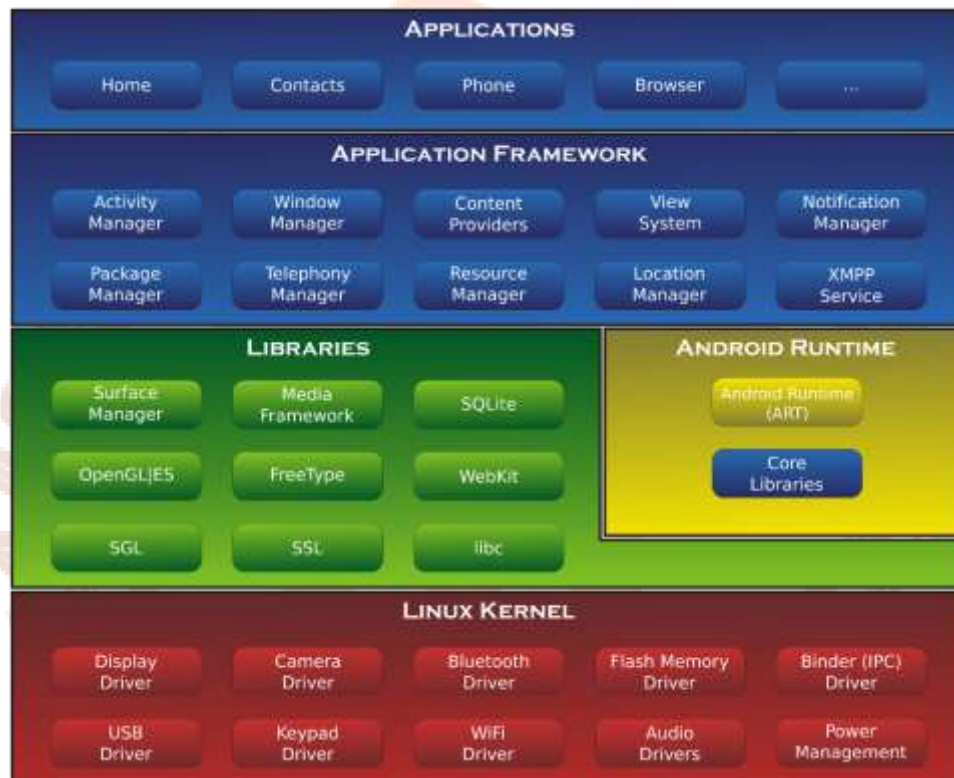 APPLICATIONS
Home Contacts Phone Browser ...
APPLICATION FRAMEWORK
Activity Manager Window Manager Content Providers View System Notification Manager
Package Manager Telephony Manager Resource Manager Location Manager XMPP Service
LIBRARIES
Surface Manager Media Framework SQLite
OpenGL|ES FreeType WebKit
SGL SSL libc
ANDROID RUNTIME
Android Runtime (ART)
Core Libraries
LINUX KERNEL
Display Driver Camera Driver Bluetooth Driver Flash Memory Driver Binder (IPC) Driver
USB Driver Keypad Driver WiFi Driver Audio Drivers Power Management